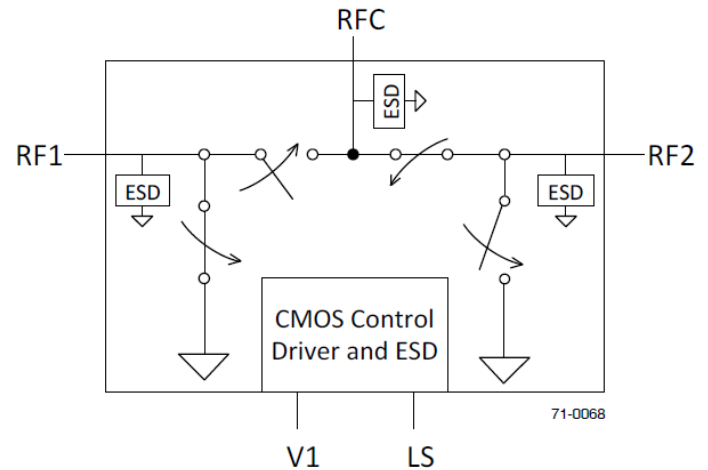 RFC
ESD
RF1
RF2
ESD
ESD
CMOS Control
Driver and ESD
71-0068
V1
LS